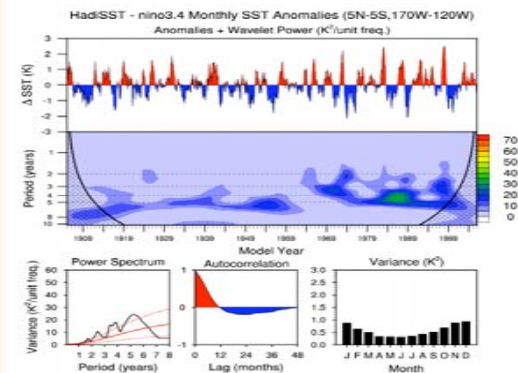 HadiSST - nino3.4 Monthly SST Anomalies (5N-5S,170W-120W)
Anomalies + Wavelet Power (K²/unit freq.)
Δ SST (K)
3
2
1
0
-1
-2
-3
Period (years)
1
2
3
4
5
8
10
70
60
50
40
30
20
10
0
1909 1919 1929 1939 1949 1959 1969 1979 1989 1999
Model Year
Power Spectrum
Variance (K²/unit freq.)
60
50
40
30
20
10
0
1 2 3 4 5 6 7 8
Period (years)
Autocorrelation
1
0
-1
0 12 24 36 48
Lag (months)
Variance (K²)
3.0
2.5
2.0
1.5
1.0
0.5
0.0
J F M A M J J A S O N D
Month